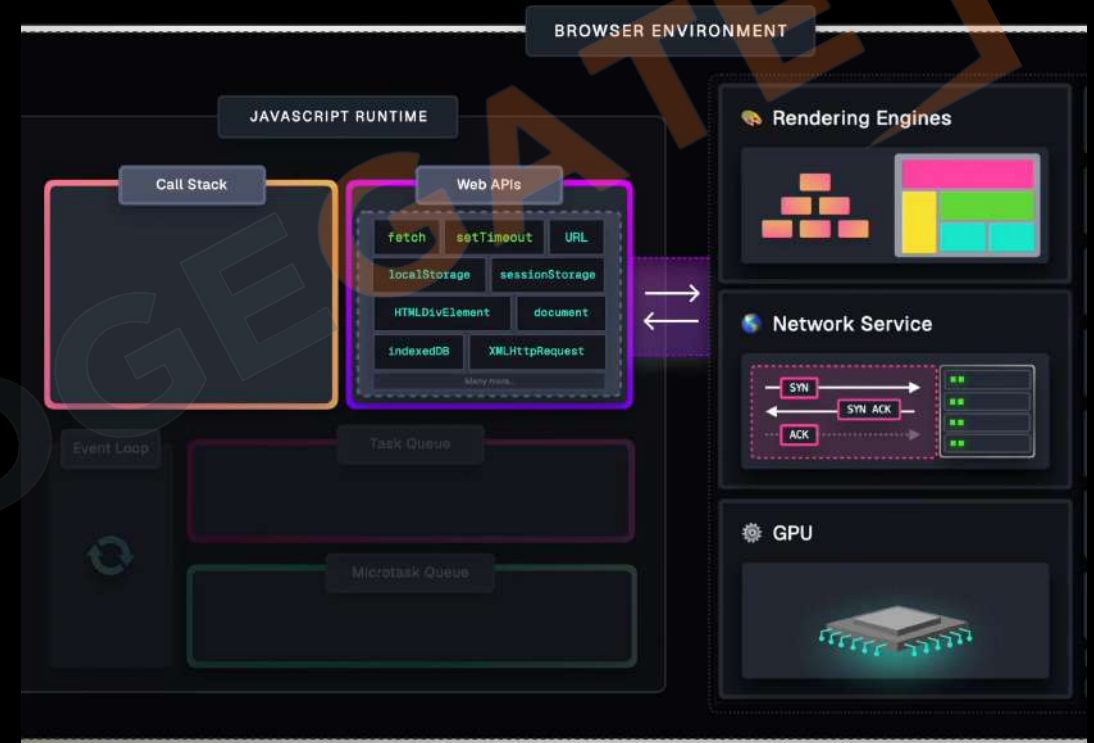 BROWSER ENVIRONMENT
JAVASCRIPT RUNTIME
Call Stack
Web APIs
fetch
setTimeout
URL
localStorage
sessionStorage
HTMLDivElement
document
indexedDB
XMLHttpRequest
Many more...
Event Loop
Task Queue
Microtask Queue
Rendering Engines
Network Service
SYN
SYN ACK
ACK
GPU
OGEGATE]